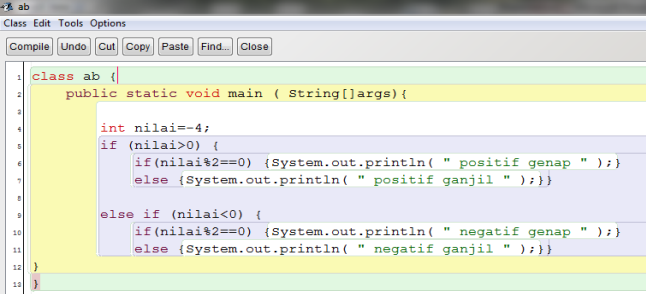 ab
Class Edit Tools Options
Compile Undo Cut Copy Paste Find... Close
1 class ab {
2 public static void main ( String[]args){
3
4 int nilai=-4;
5 if (nilai>0) {
6 if(nilai%2==0) {System.out.println( " positif genap " );}
7 else {System.out.println( " positif ganjil " );}}
8
9 else if (nilai<0) {
10 if(nilai%2==0) {System.out.println( " negatif genap " );}
11 else {System.out.println( " negatif ganjil " );}}
12 }
13 }